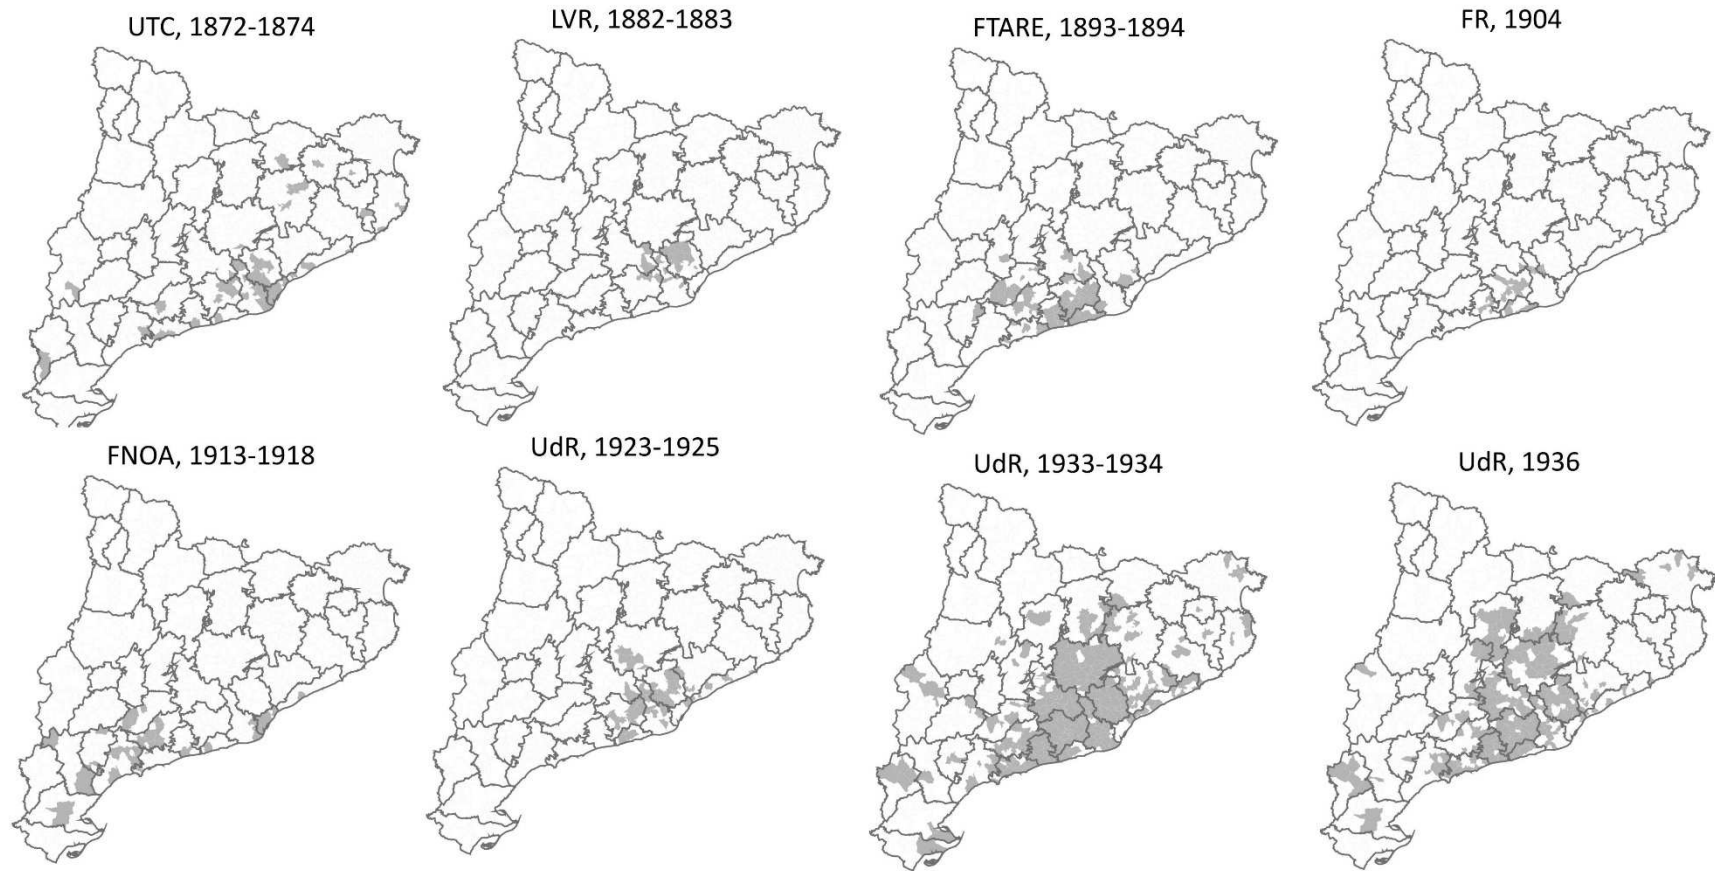 UTC, 1872-1874
LVR, 1882-1883
FTARE, 1893-1894
FR, 1904
FNOA, 1913-1918
UdR, 1923-1925
UdR, 1933-1934
UdR, 1936